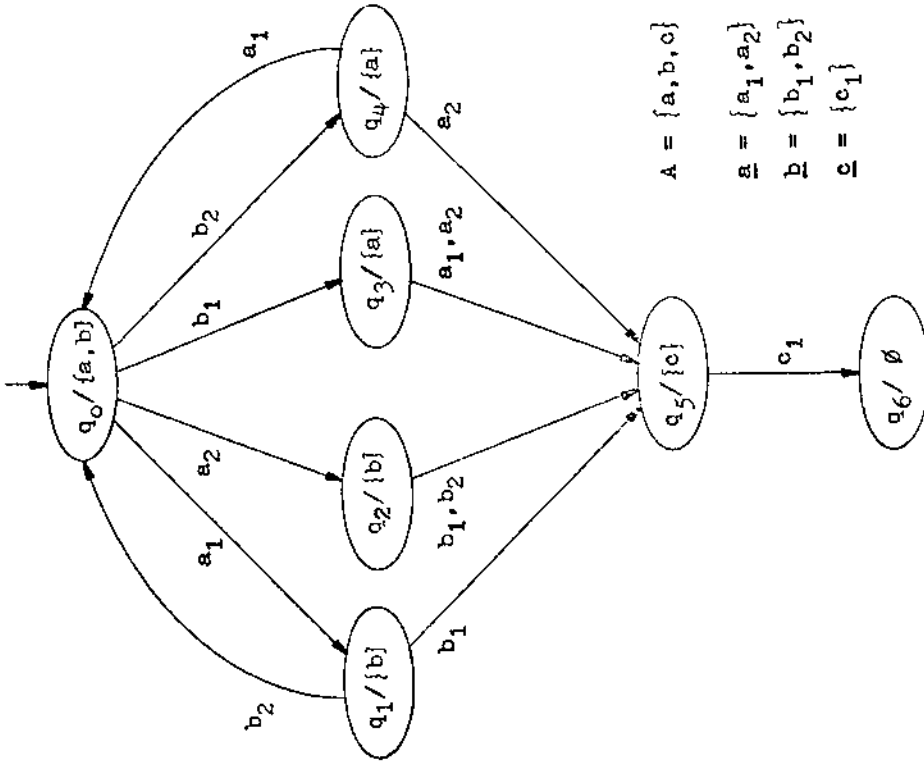 q₀/{a,b}
a₁
b₂
a₁
a₂
b₁
b₂
q₁/{b}
q₂/{b}
q₃/{a}
q₄/{a}
b₁
b₁,b₂
a₁,a₂
a₂
q₅/{c}
c₁
q₆/ ∅
A = {a,b,c}
a̲ = {a₁,a₂}
b̲ = {b₁,b₂}
c̲ = {c₁}